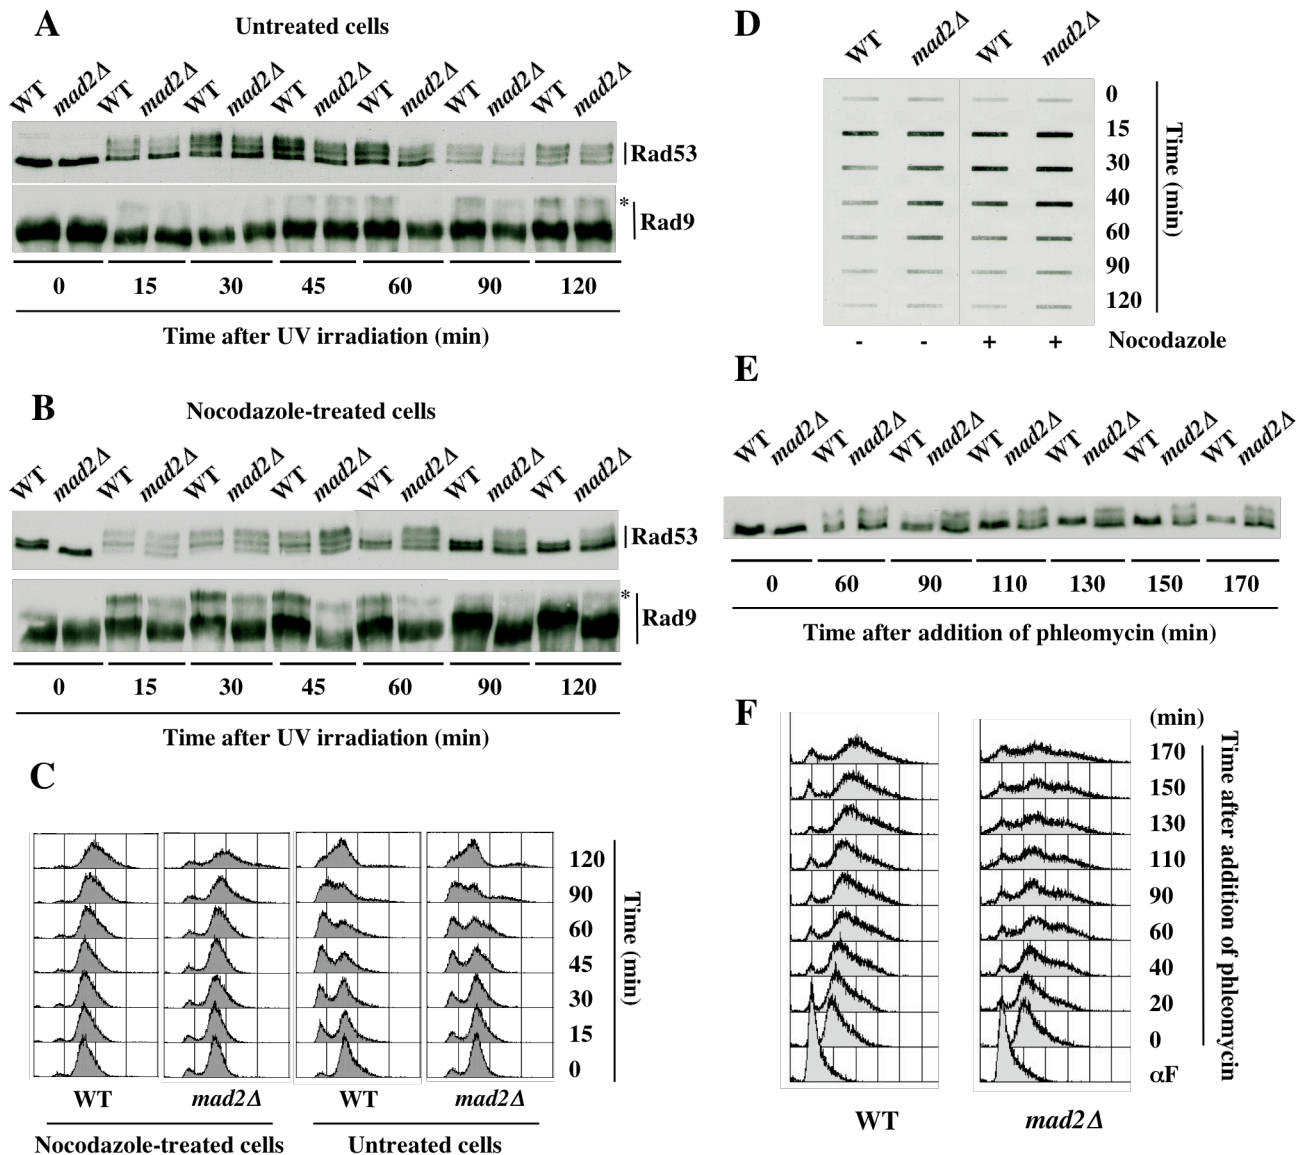 A
Untreated cells
WT mad2Δ WT mad2Δ WT mad2Δ WT mad2Δ WT mad2Δ WT mad2Δ WT mad2Δ
Rad53
*
Rad9
0 15 30 45 60 90 120
Time after UV irradiation (min)
B
Nocodazole-treated cells
WT mad2Δ WT mad2Δ WT mad2Δ WT mad2Δ WT mad2Δ WT mad2Δ WT mad2Δ
Rad53
*
Rad9
0 15 30 45 60 90 120
Time after UV irradiation (min)
C
120
90
60
45
30
15
0
Time (min)
WT mad2Δ WT mad2Δ
Nocodazole-treated cells Untreated cells
D
WT mad2Δ WT mad2Δ
0
15
30
40
60
90
120
Time (min)
- - + + Nocodazole
E
WT mad2Δ WT mad2Δ WT mad2Δ WT mad2Δ WT mad2Δ WT mad2Δ WT mad2Δ
0 60 90 110 130 150 170
Time after addition of phleomycin (min)
F
(min)
170
150
130
110
90
60
40
20
0
αF
Time after addition of phleomycin
WT mad2Δ